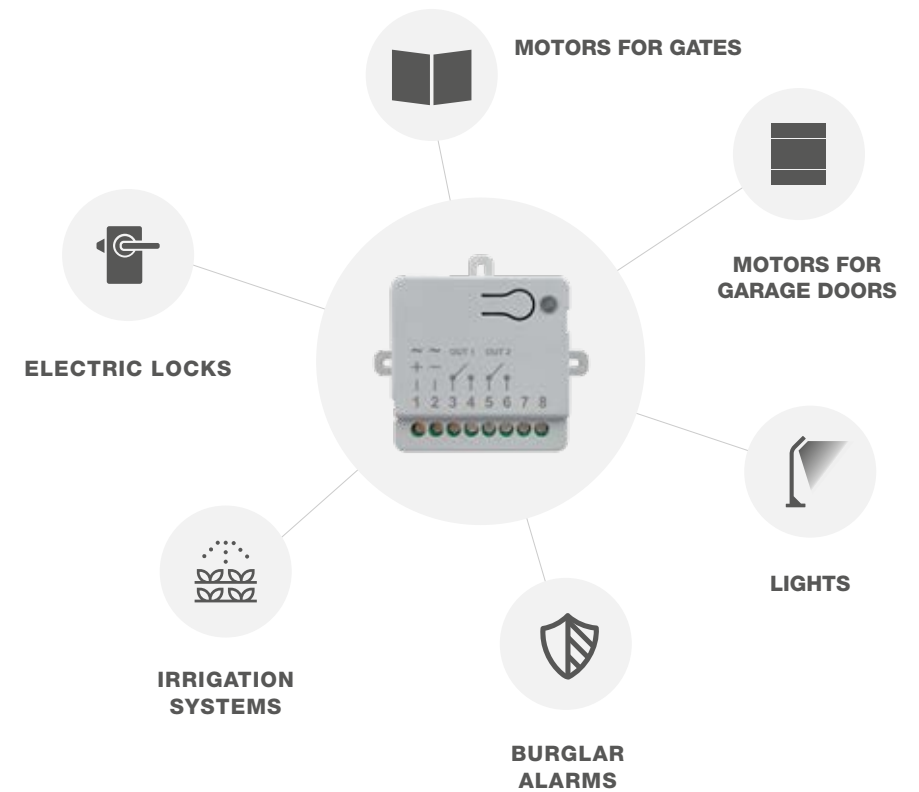 MOTORS FOR GATES
MOTORS FOR
GARAGE DOORS
ELECTRIC LOCKS
~ ~ OUT 1 OUT 2
+ −
1 2 3 4 5 6 7 8
LIGHTS
IRRIGATION
SYSTEMS
BURGLAR
ALARMS